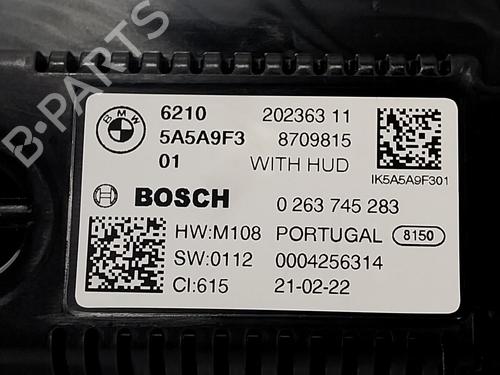 B-PARTS
BMW
6210 202363 11
5A5A9F3 8709815
01 WITH HUD
IK5A5A9F301
BOSCH 0 263 745 283
HW:M108 PORTUGAL 8150
SW:0112 0004256314
CI:615 21-02-22